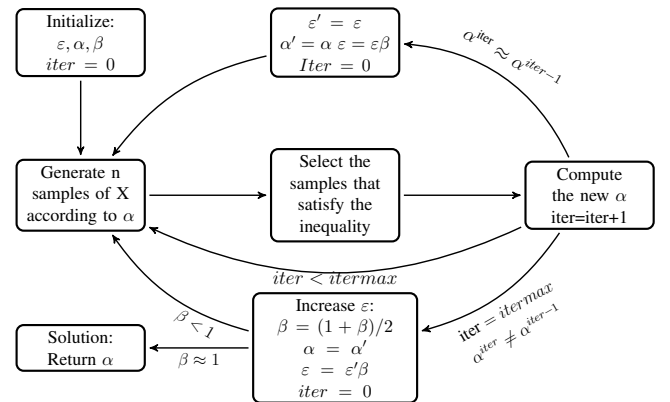 Initialize:
ε, α, β
iter = 0
ε′ = ε
α′ = α ε = εβ
Iter = 0
α^{iter} ≈ α^{iter−1}
Generate n
samples of X
according to α
Select the
samples that
satisfy the
inequality
Compute
the new α
iter=iter+1
iter < itermax
iter = itermax
α^{iter} ≠ α^{iter−1}
Increase ε:
β = (1 + β)/2
α = α′
ε = ε′β
iter = 0
β < 1
β ≈ 1
Solution:
Return α